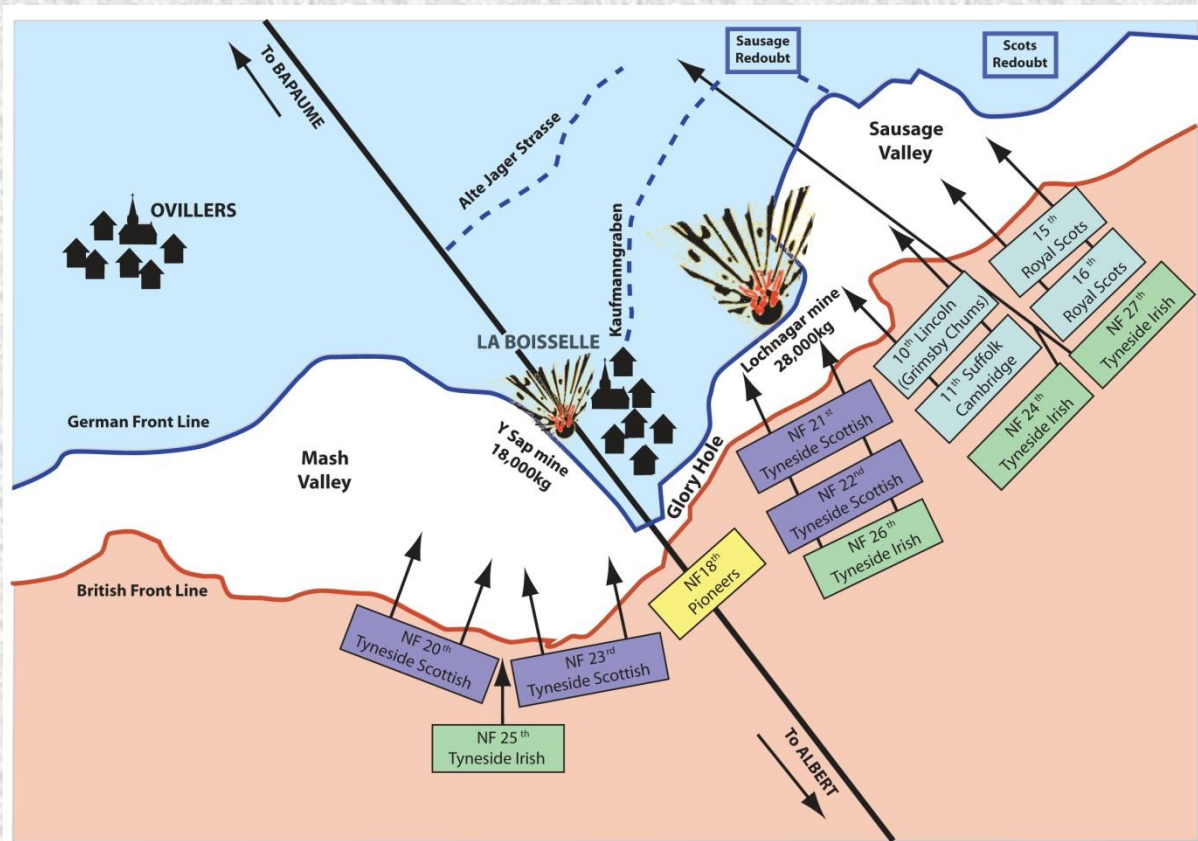 To BAPAUME
Sausage
Redoubt
Scots
Redoubt
Alte Jager Strasse
Sausage
Valley
OVILLERS
Kaufmanngraben
15th
Royal Scots
16th
Royal Scots
NF 27th
Tyneside Irish
LA BOISSELLE
Lochnagar mine
28,000kg
10th Lincoln
(Grimsby Chums)
11th Suffolk
Cambridge
NF 24th
Tyneside Irish
German Front Line
Mash
Valley
Y Sap mine
18,000kg
Glory Hole
NF 21st
Tyneside Scottish
NF 22nd
Tyneside Scottish
NF 26th
Tyneside Irish
British Front Line
NF18th
Pioneers
NF 20th
Tyneside Scottish
NF 23rd
Tyneside Scottish
NF 25th
Tyneside Irish
To ALBERT